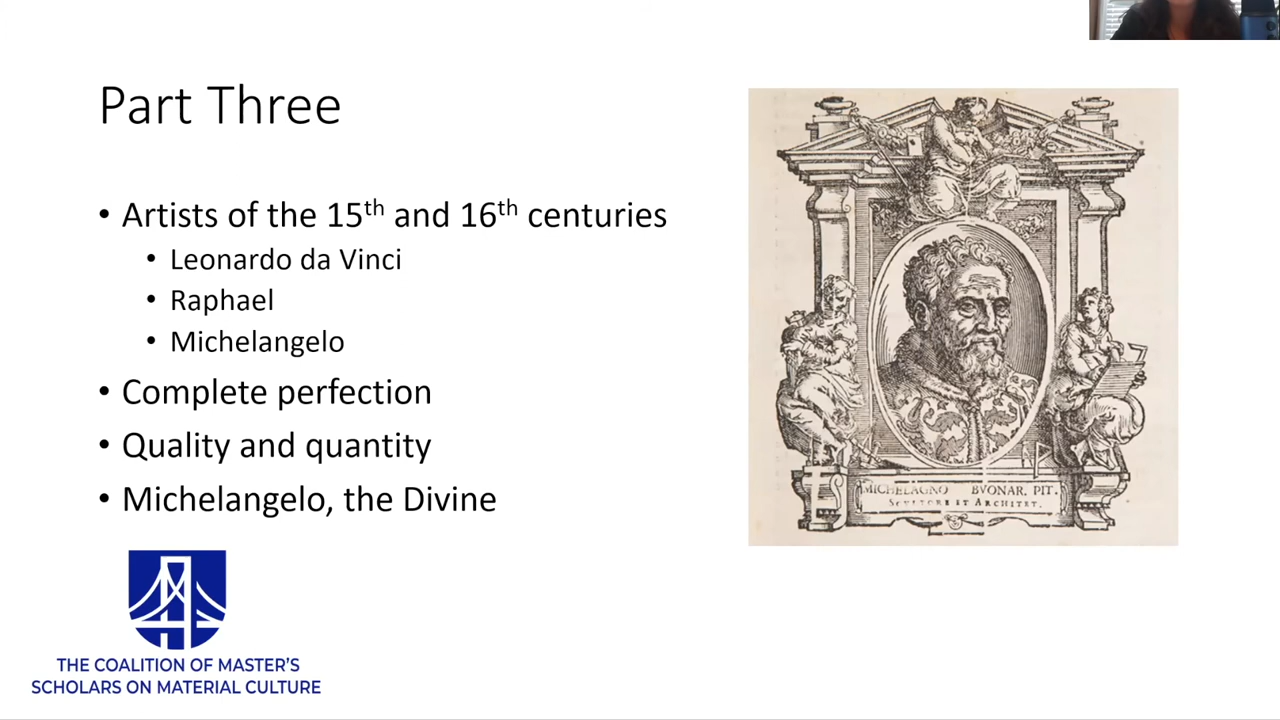 Part Three
• Artists of the 15th and 16th centuries
• Leonardo da Vinci
• Raphael
• Michelangelo
• Complete perfection
• Quality and quantity
• Michelangelo, the Divine
MICHELAGNO BVONAR. PIT.
SCVLTORE ET ARCHITET.
THE COALITION OF MASTER'S
SCHOLARS ON MATERIAL CULTURE